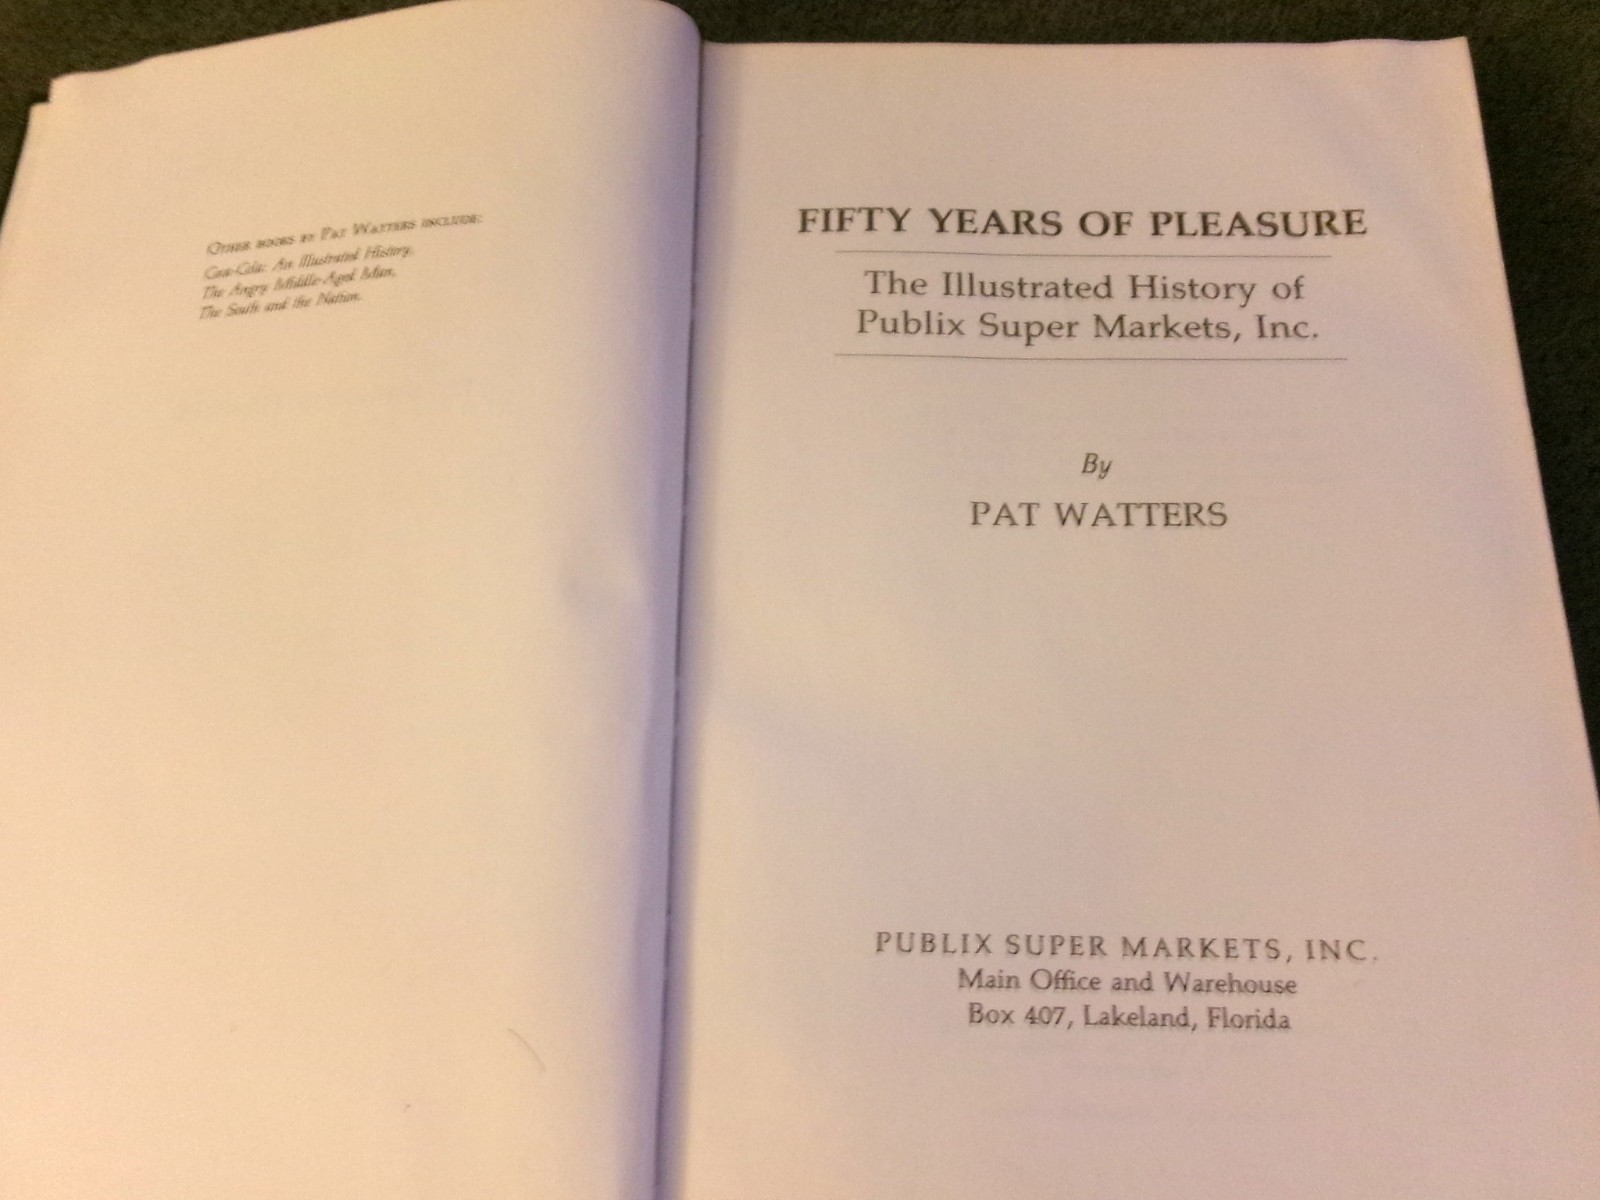 OTHER BOOKS BY PAT WATTERS INCLUDE:
Coca-Cola: An Illustrated History,
The Angry Middle-Aged Man,
The South and the Nation.
FIFTY YEARS OF PLEASURE
The Illustrated History of
Publix Super Markets, Inc.
By
PAT WATTERS
PUBLIX SUPER MARKETS, INC.
Main Office and Warehouse
Box 407, Lakeland, Florida